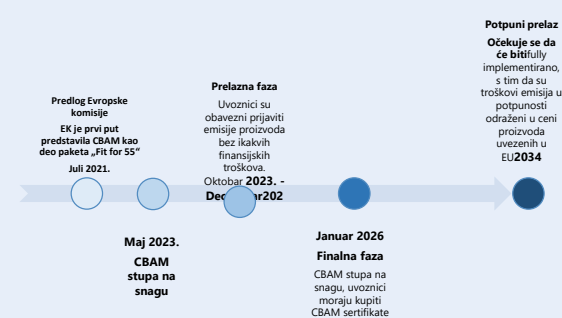 Predlog Evropske
komisije
EK je prvi put
predstavila CBAM kao
deo paketa „Fit for 55“
Juli 2021.
Maj 2023.
CBAM
stupa na
snagu
Prelazna faza
Uvoznici su
obavezni prijaviti
emisije proizvoda
bez ikakvih
finansijskih
troškova.
Oktobar 2023. -
Januar 2026
Finalna faza
CBAM stupa na
snagu, uvoznici
moraju kupiti
CBAM sertifikate
Potpuni prelaz
Očekuje se da
će bitifully
implementirano,
s tim da su
troškovi emisija u
potpunosti
odraženi u ceni
proizvoda
uvezenih u
EU2034